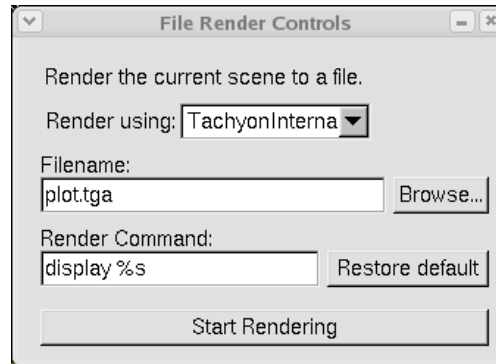 File Render Controls
Render the current scene to a file.
Render using: TachyonInterna
Filename:
plot.tga Browse...
Render Command:
display %s Restore default
Start Rendering